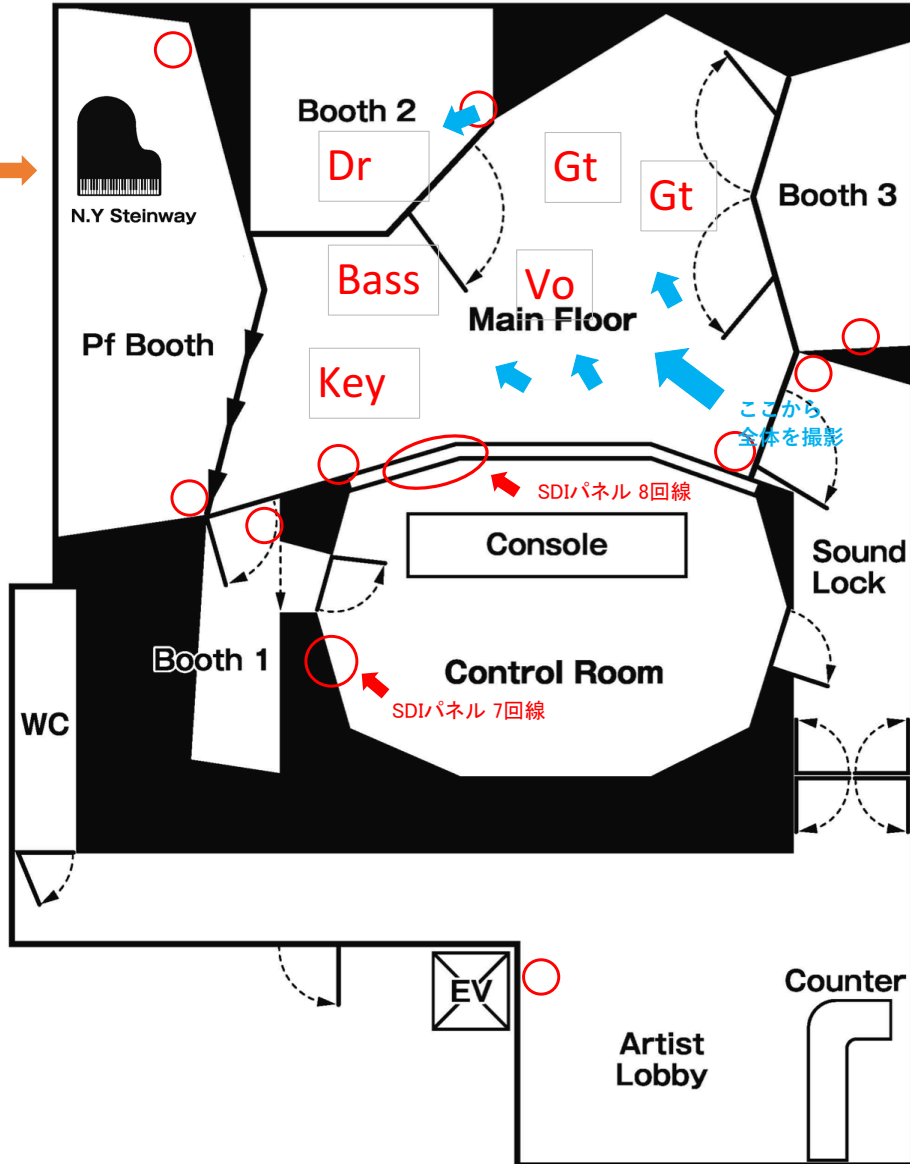 Booth 2
Dr
Gt
Gt
Booth 3
N.Y Steinway
Bass
Vo
Main Floor
Pf Booth
Key
ここから
全体を撮影
SDIパネル 8回線
Console
Sound
Lock
Booth 1
Control Room
SDIパネル 7回線
WC
EV
Counter
Artist
Lobby